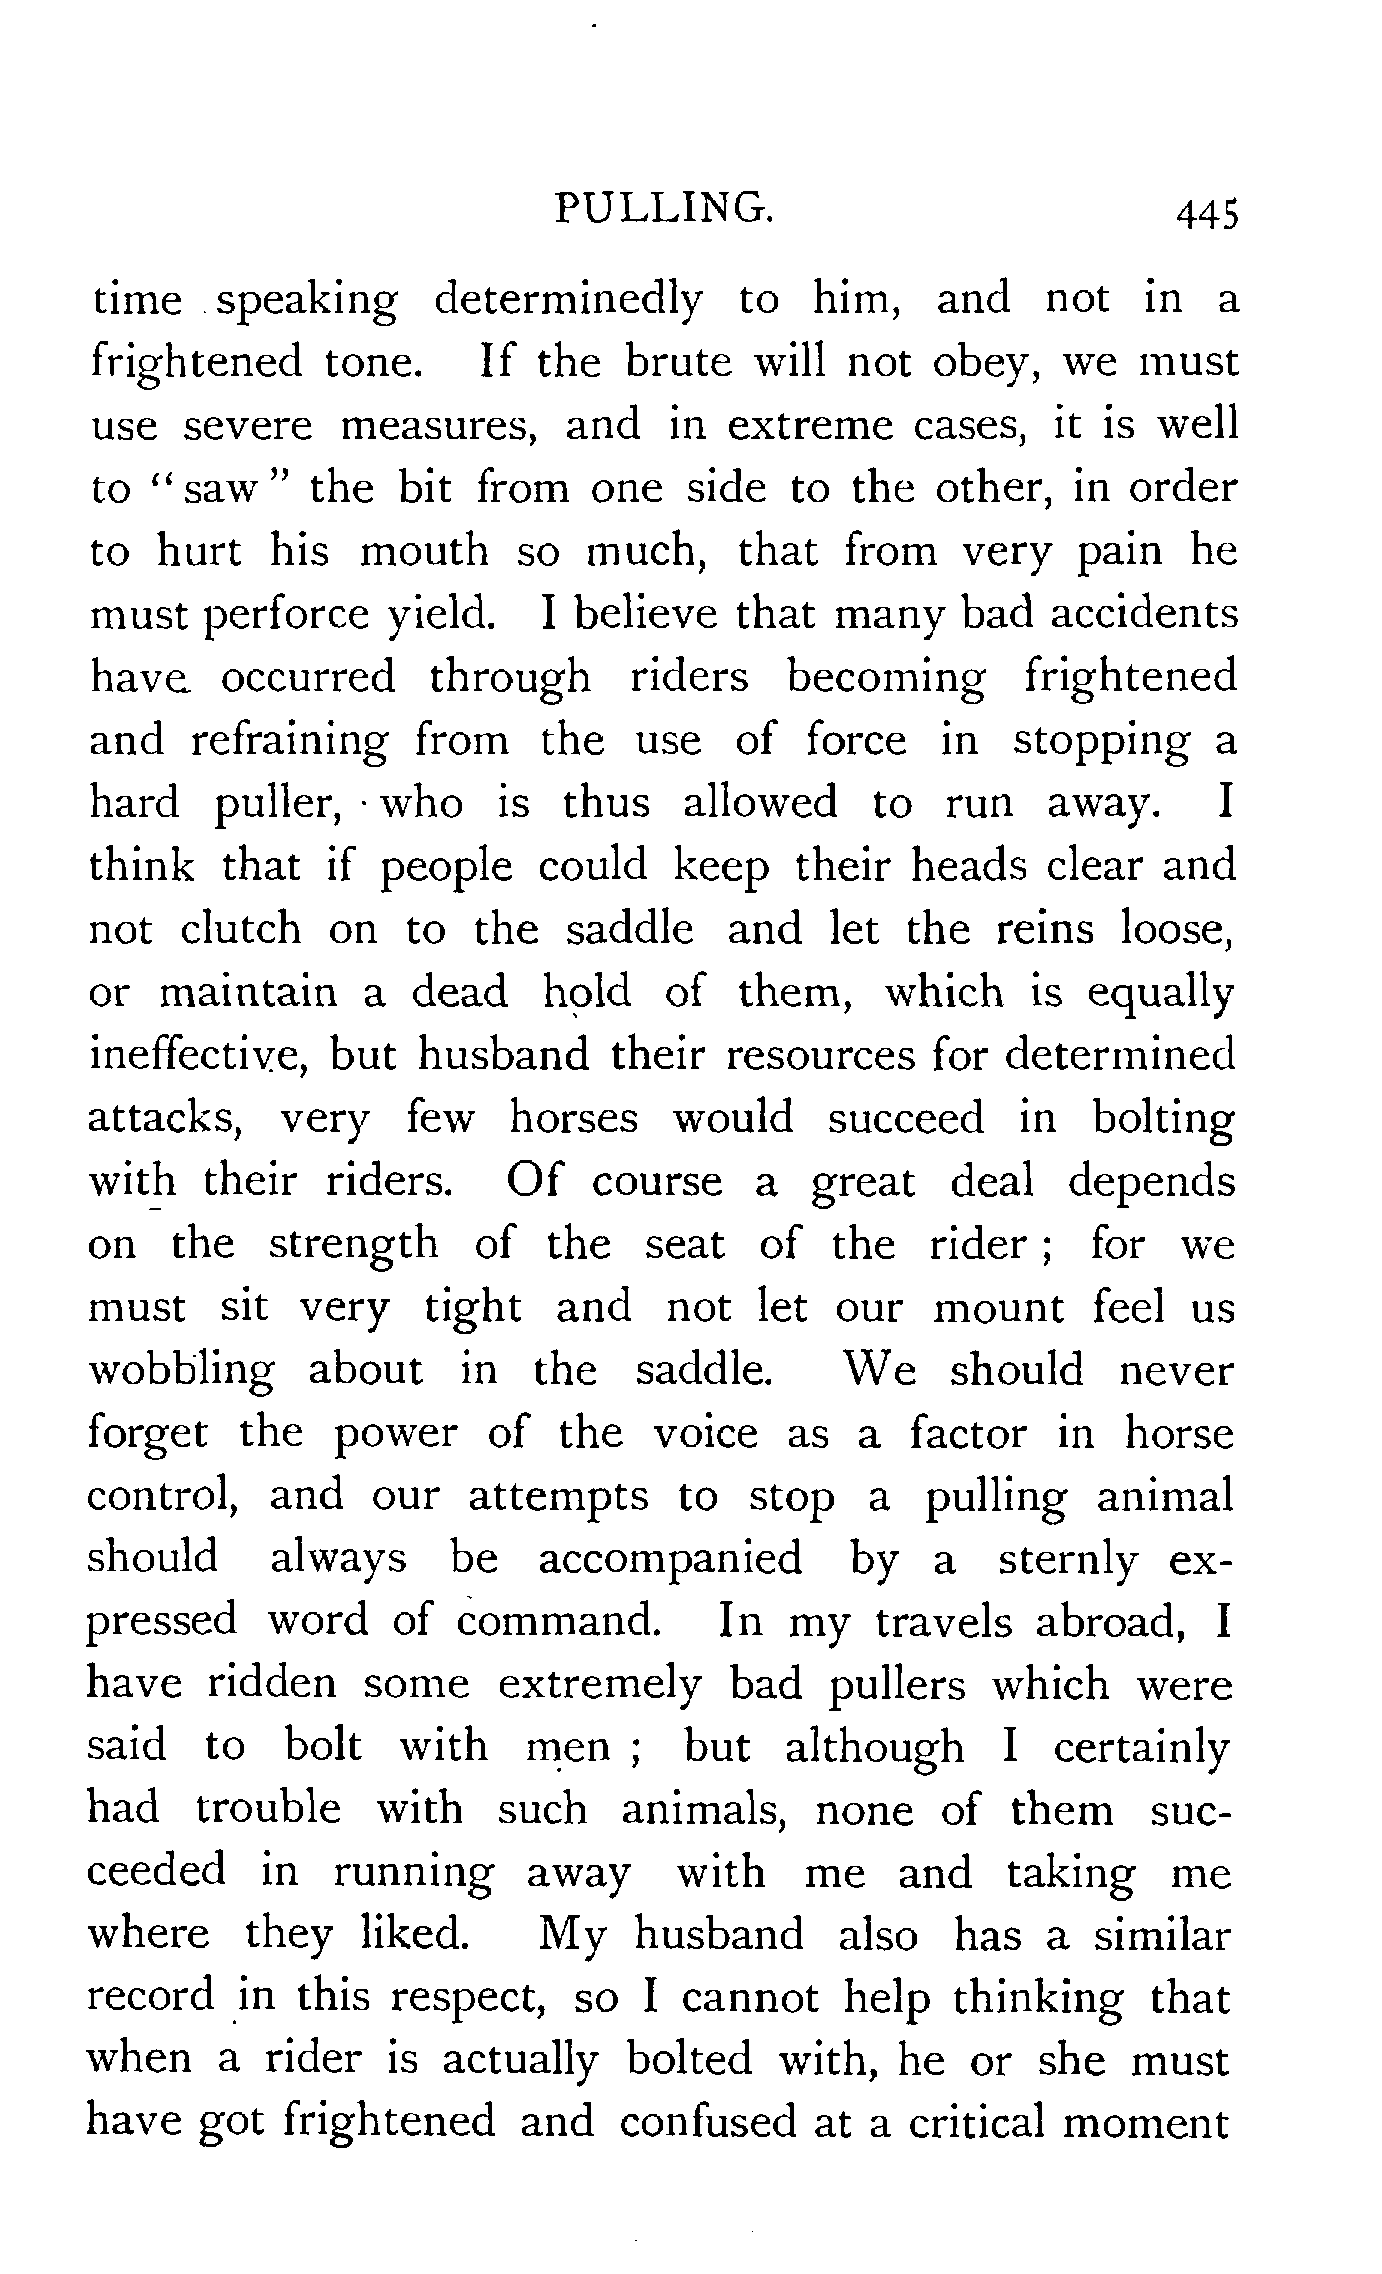 PULLING. 445
time speaking determinedly to him, and not in a
frightened tone. If the brute will not obey, we must
use severe measures, and in extreme cases, it is well
to “ saw ” the bit from one side to the other, in order
to hurt his mouth so much, that from very pain he
must perforce yield. I believe that many bad accidents
have occurred through riders becoming frightened
and refraining from the use of force in stopping a
hard puller, who is thus allowed to run away. I
think that if people could keep their heads clear and
not clutch on to the saddle and let the reins loose,
or maintain a dead hold of them, which is equally
ineffective, but husband their resources for determined
attacks, very few horses would succeed in bolting
with their riders. Of course a great deal depends
on the strength of the seat of the rider ; for we
must sit very tight and not let our mount feel us
wobbling about in the saddle. We should never
forget the power of the voice as a factor in horse
control, and our attempts to stop a pulling animal
should always be accompanied by a sternly ex-
pressed word of command. In my travels abroad, I
have ridden some extremely bad pullers which were
said to bolt with men ; but although I certainly
had trouble with such animals, none of them suc-
ceeded in running away with me and taking me
where they liked. My husband also has a similar
record in this respect, so I cannot help thinking that
when a rider is actually bolted with, he or she must
have got frightened and confused at a critical moment